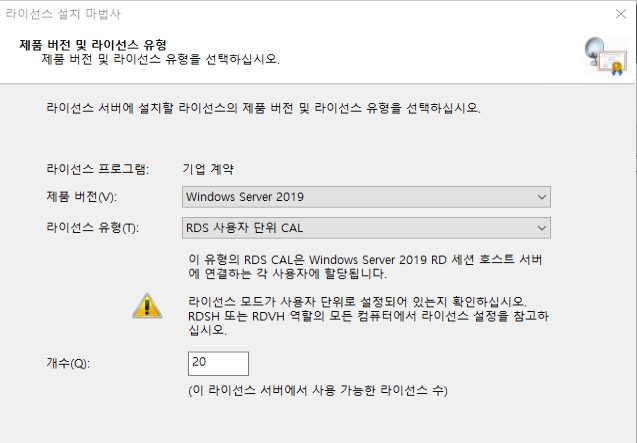 라이선스 설치 마법사
제품 버전 및 라이선스 유형
제품 버전 및 라이선스 유형을 선택하십시오.
라이선스 서버에 설치할 라이선스의 제품 버전 및 라이선스 유형을 선택하십시오.
라이선스 프로그램: 기업 계약
제품 버전(V): Windows Server 2019
라이선스 유형(T): RDS 사용자 단위 CAL
이 유형의 RDS CAL은 Windows Server 2019 RD 세션 호스트 서버
에 연결하는 각 사용자에 할당됩니다.
라이선스 모드가 사용자 단위로 설정되어 있는지 확인하십시오.
RDSH 또는 RDVH 역할의 모든 컴퓨터에서 라이선스 설정을 참고하
십시오.
개수(Q): 20
(이 라이선스 서버에서 사용 가능한 라이선스 수)